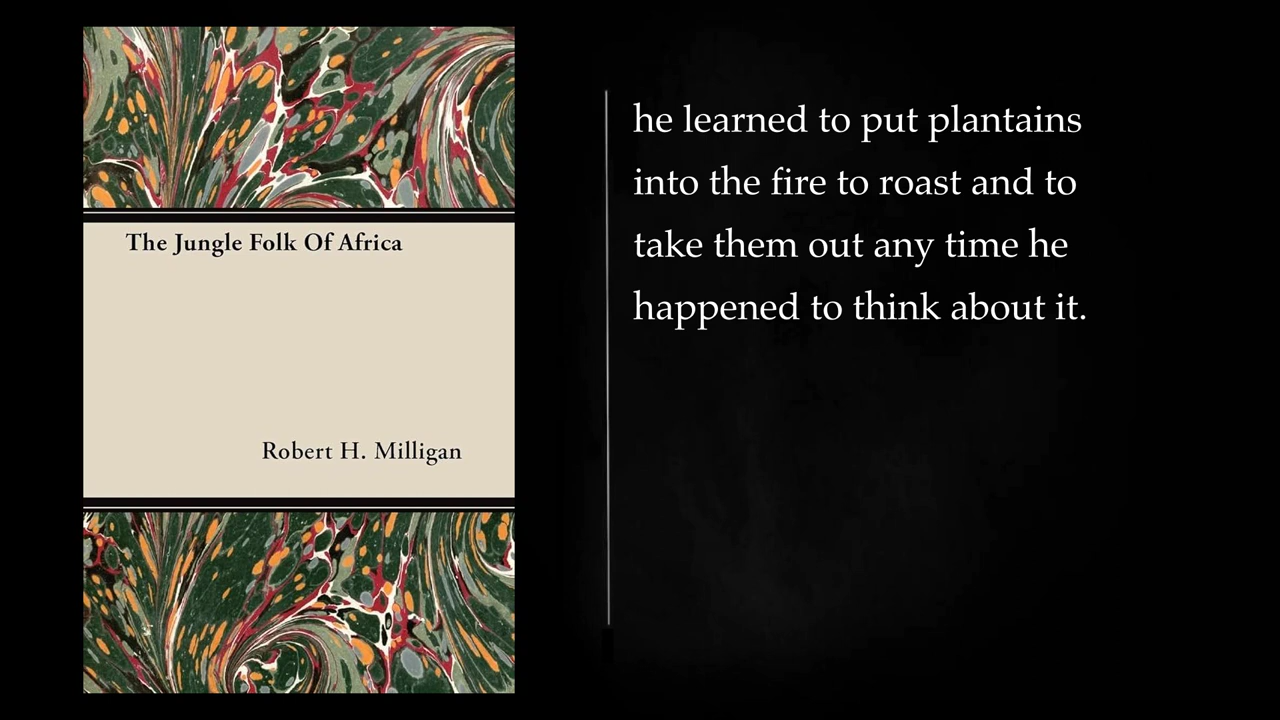 The Jungle Folk Of Africa
Robert H. Milligan
he learned to put plantains
into the fire to roast and to
take them out any time he
happened to think about it.